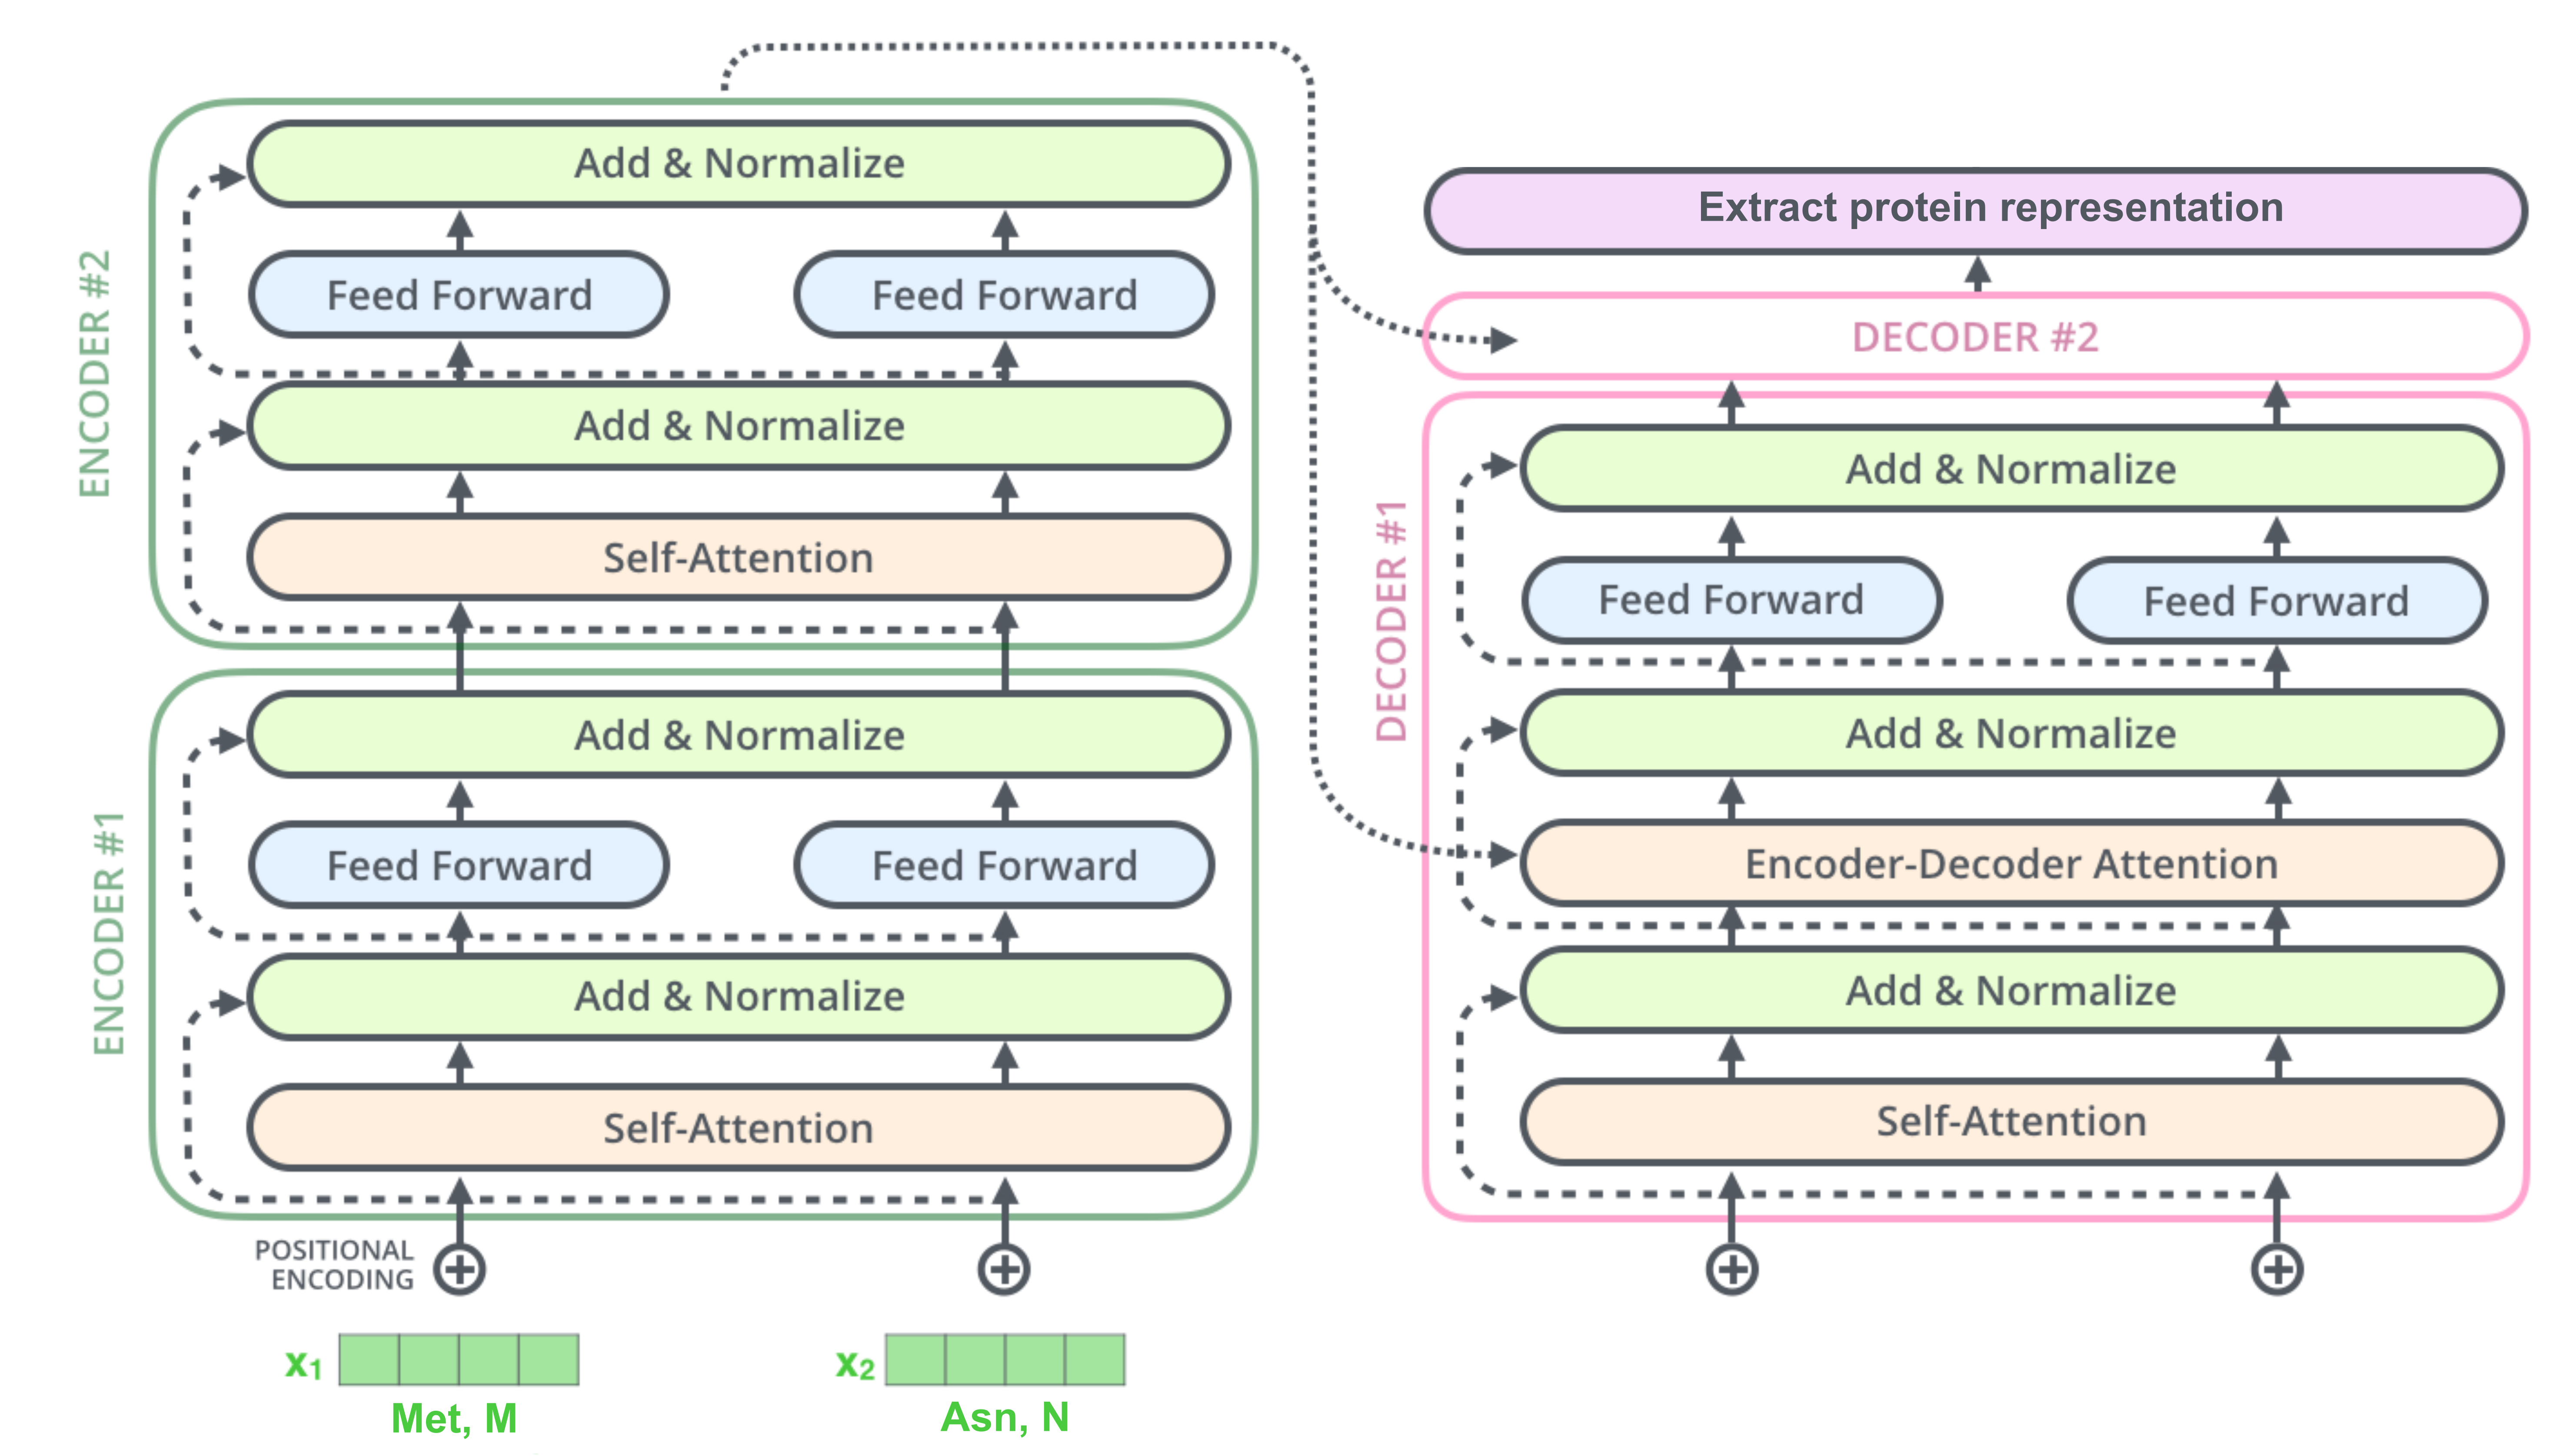 ENCODER #2
Add & Normalize
Feed Forward
Feed Forward
Add & Normalize
Self-Attention
ENCODER #1
Add & Normalize
Feed Forward
Feed Forward
Add & Normalize
Self-Attention
POSITIONAL
ENCODING
x1
x2
Met, M
Asn, N
Extract protein representation
DECODER #2
DECODER #1
Add & Normalize
Feed Forward
Feed Forward
Add & Normalize
Encoder-Decoder Attention
Add & Normalize
Self-Attention